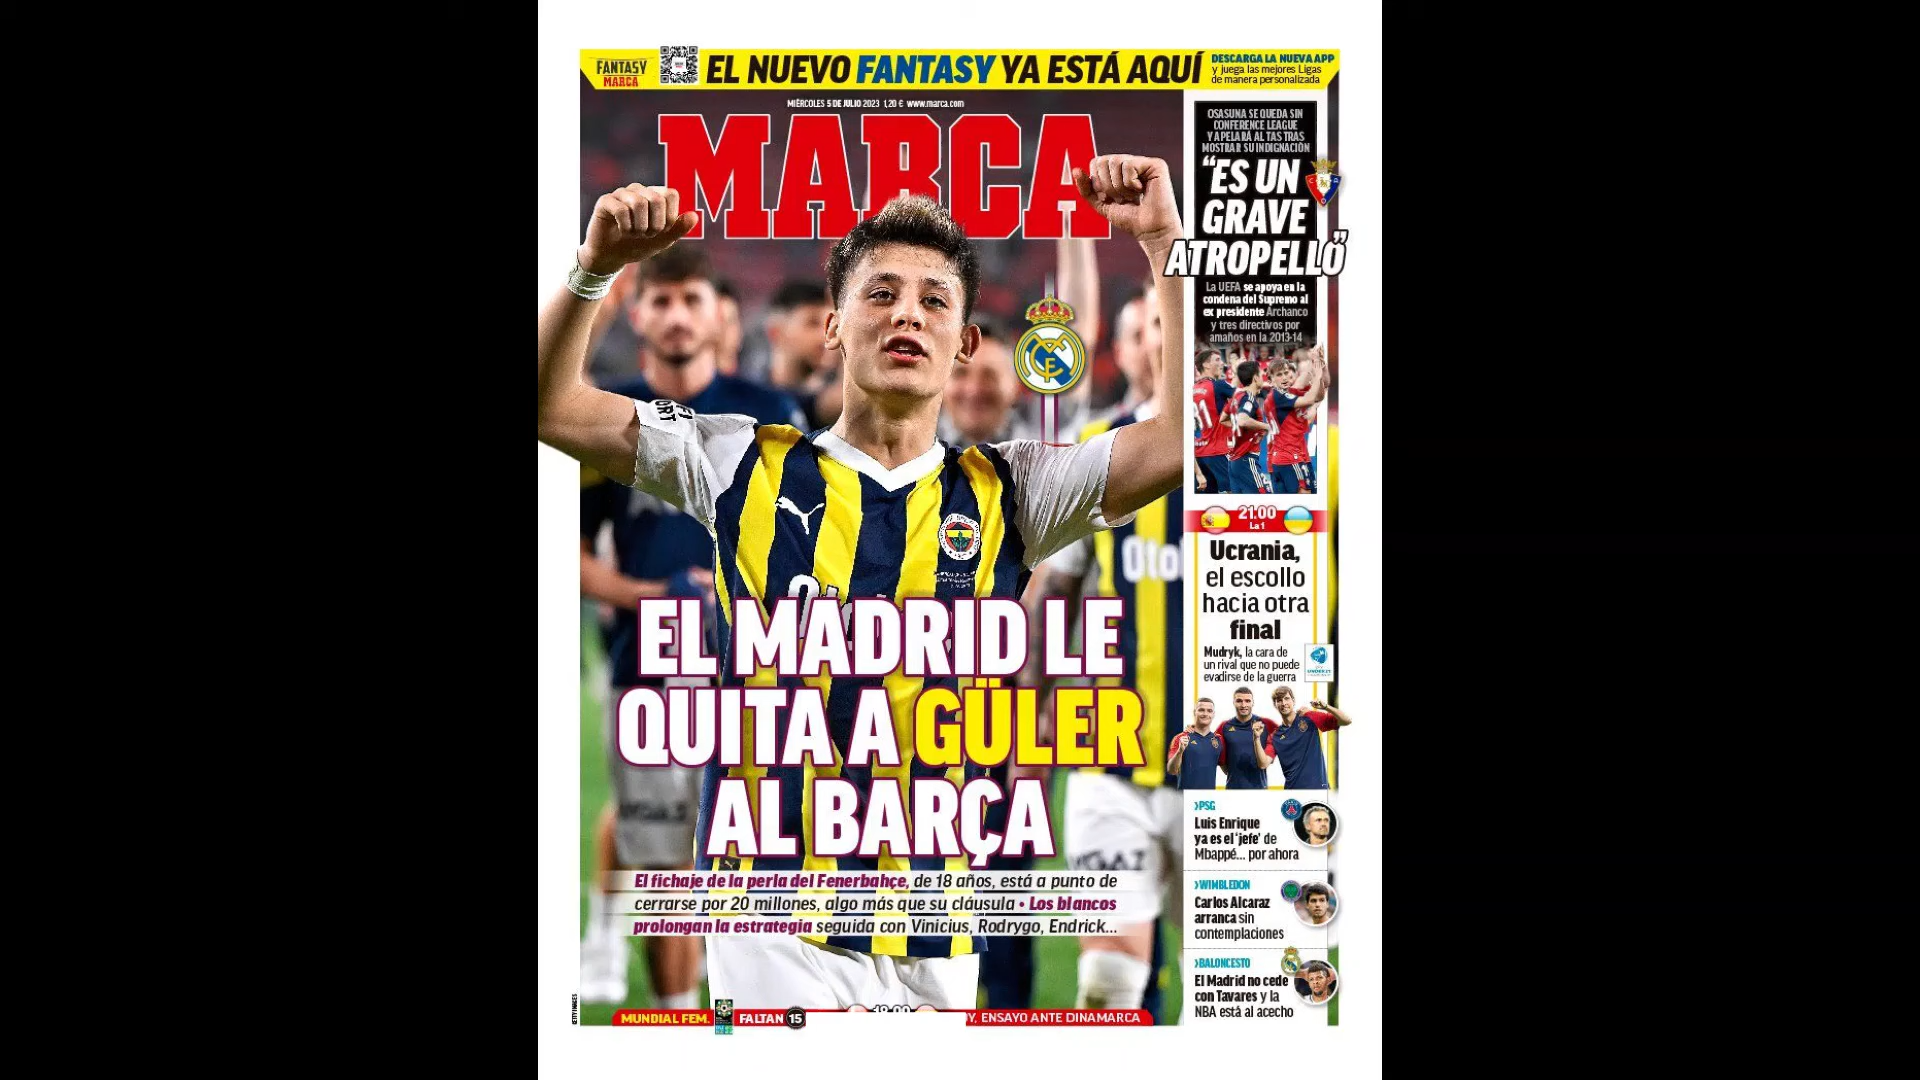 FANTASY
MARCA
EL NUEVO FANTASY YA ESTÁ AQUÍ
DESCARGA LA NUEVA APP
y juega las mejores Ligas
de manera personalizada
MIÉRCOLES 5 DE JULIO 2023 1,20 € www.marca.com
MARCA
EL MADRID LE
QUITA A GÜLER
AL BARÇA
El fichaje de la perla del Fenerbahçe, de 18 años, está a punto de
cerrarse por 20 millones, algo más que su cláusula • Los blancos
prolongan la estrategia seguida con Vinicius, Rodrygo, Endrick...
Otol
MUNDIAL FEM.
FALTAN 15
18.00
Y, ENSAYO ANTE DINAMARCA
GETTY IMAGES
OSASUNA SE QUEDA SIN
CONFERENCE LEAGUE
Y APELARÁ AL TAS TRAS
MOSTRAR SU INDIGNACIÓN
“ES UN
GRAVE
ATROPELLO”
La UEFA se apoya en la
condena del Supremo al
ex presidente Archanco
y tres directivos por
amaños en la 2013-14
21.00
La 1
Ucrania,
el escollo
hacia otra
final
Mudryk, la cara de
un rival que no puede
evadirse de la guerra
PSG
Luis Enrique
ya es el ‘jefe’ de
Mbappé... por ahora
WIMBLEDON
Carlos Alcaraz
arranca sin
contemplaciones
BALONCESTO
El Madrid no cede
con Tavares y la
NBA está al acecho